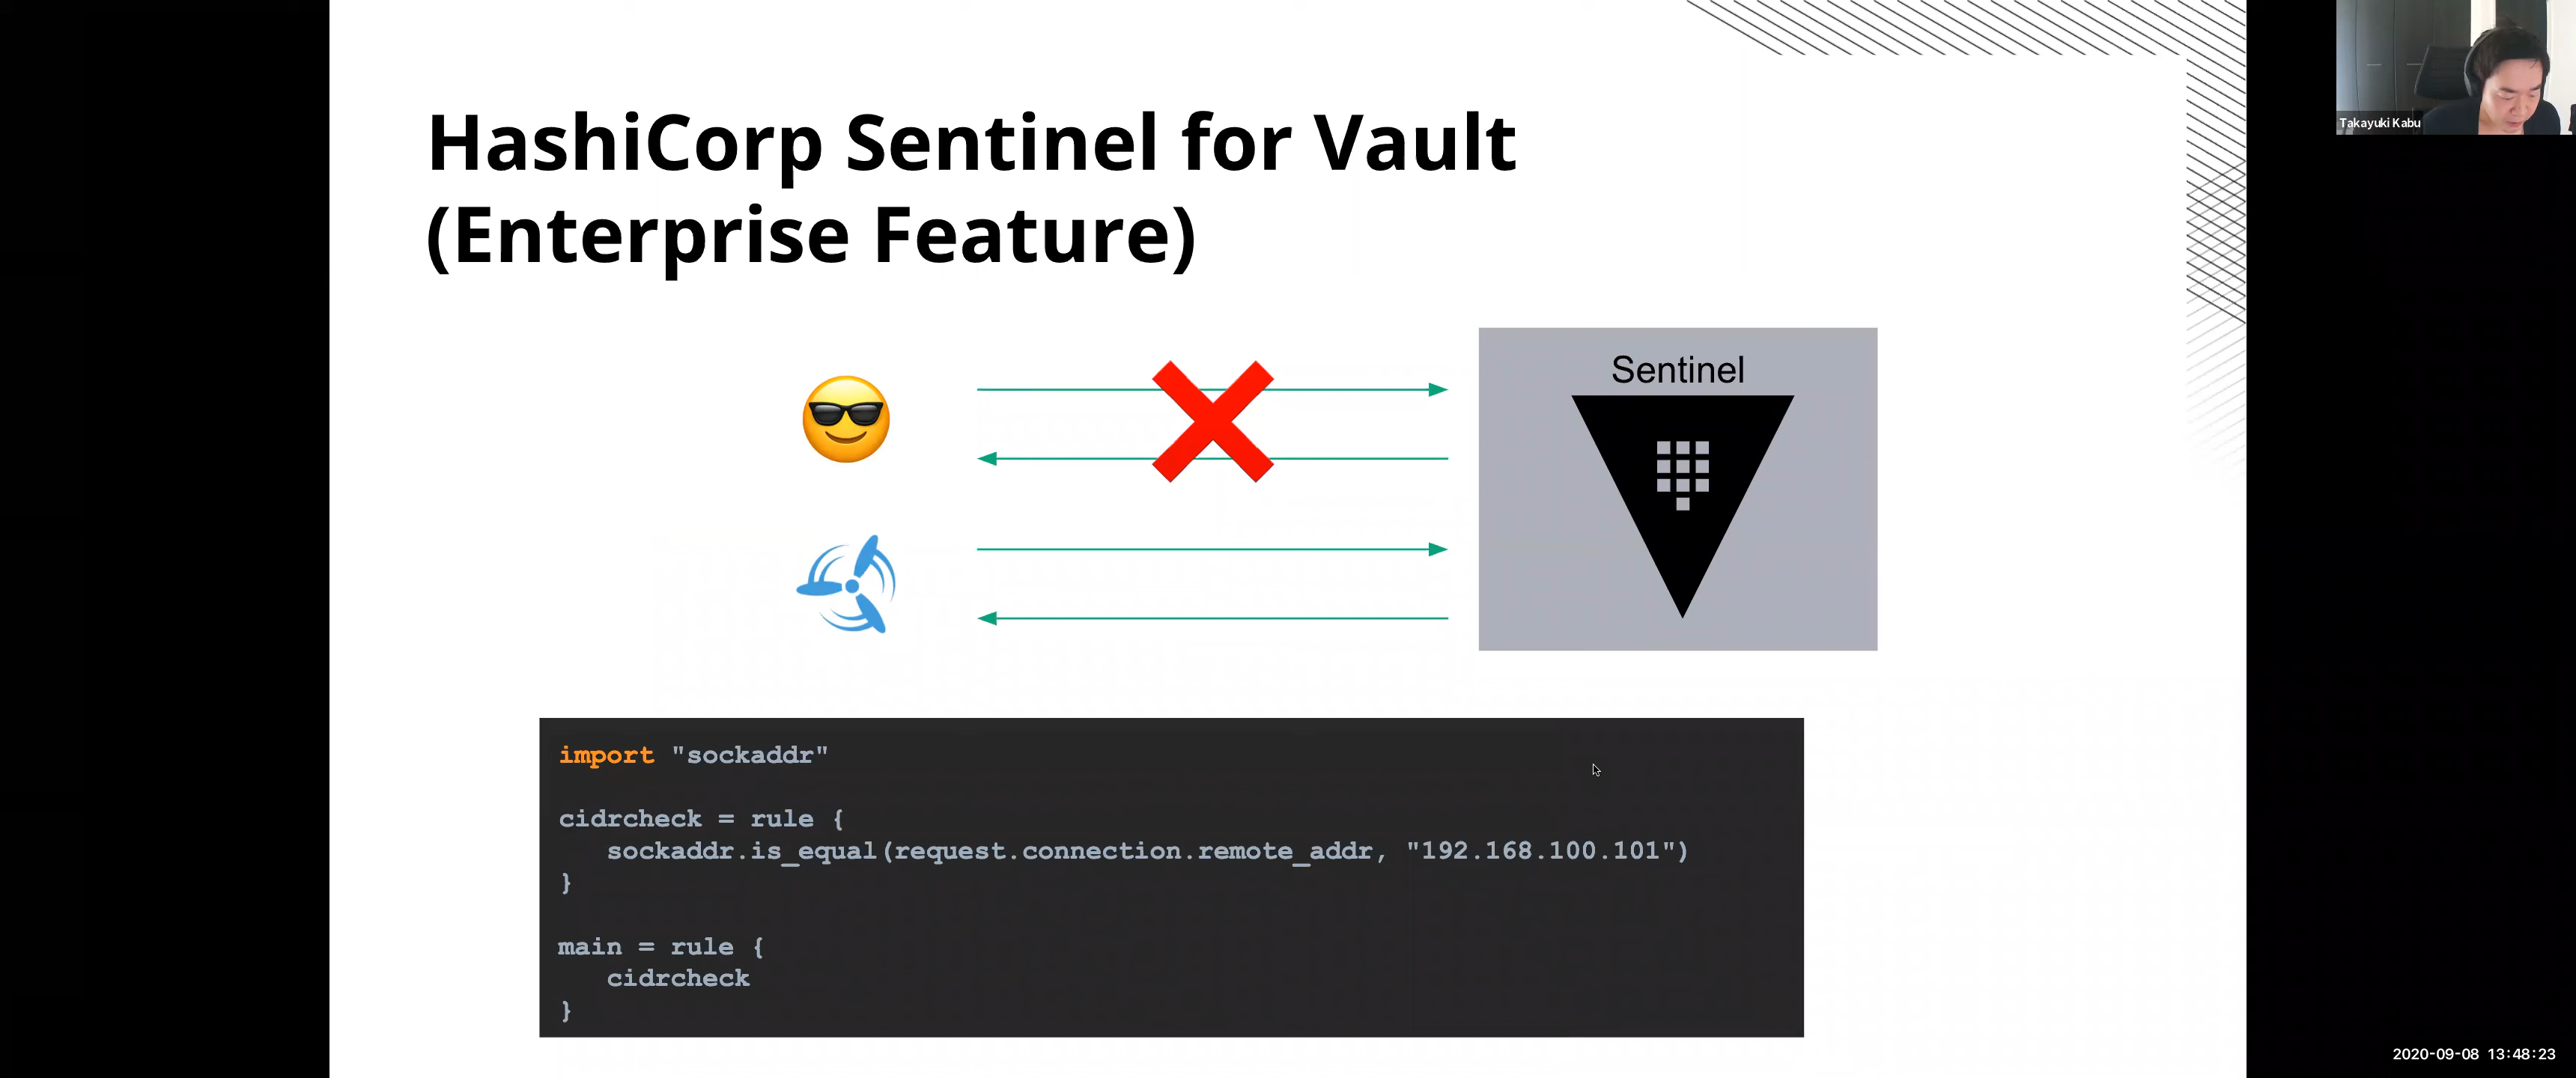 HashiCorp Sentinel for Vault
(Enterprise Feature)
Takayuki Kabu
Sentinel
import "sockaddr"
cidrcheck = rule {
sockaddr.is_equal(request.connection.remote_addr, "192.168.100.101")
}
main = rule {
cidrcheck
}
2020-09-08 13:48:23